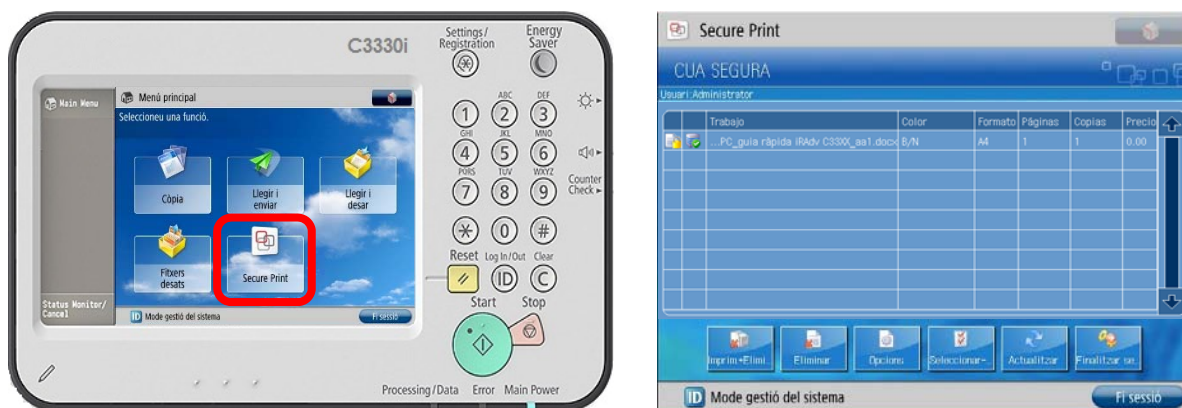 C3330i
Settings/
Registration
Energy
Saver
Main Menu
Menú principal
Seleccioneu una funció.
Còpia
Llegir i
enviar
Llegir i
desar
Fitxers
desats
Secure Print
Status Monitor/
Cancel
ID Mode gestió del sistema
Fi sessió
ABC DEF
1 2 3
GHI JKL MNO
4 5 6
PQRS TUV WXYZ
7 8 9
Counter
Check
0 #
Reset Log In/Out Clear
ID C
Start Stop
Processing/Data Error Main Power
Secure Print
CUA SEGURA
Usuari:Administrator
Trabajo Color Formato Páginas Copias Precio
...PC_guia ràpida iRAdv C33XX_aa1.docx B/N A4 1 1 0.00
Imprim+Elimi... Eliminar Opcions Seleccionar-... Actualitzar Finalitzar se...
ID Mode gestió del sistema
Fi sessió